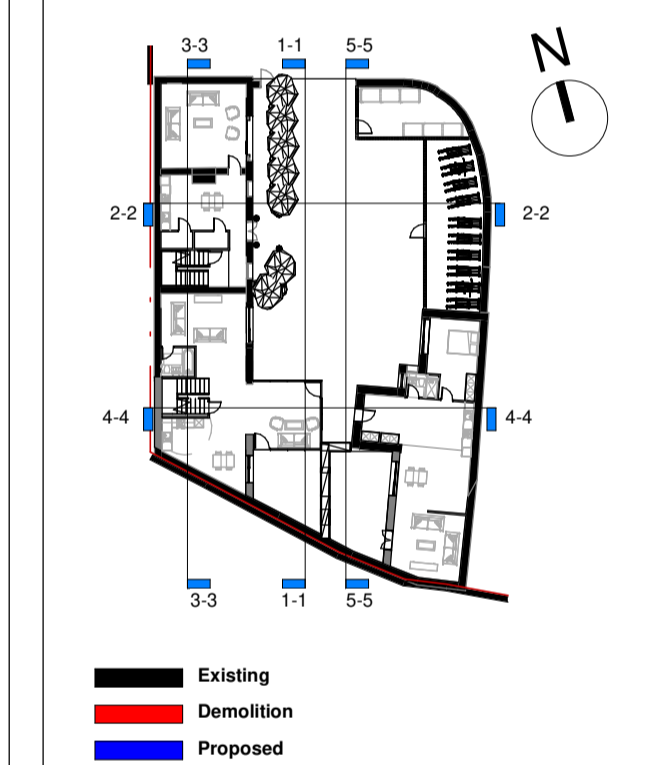 3-3 1-1 5-5
N
2-2 2-2
4-4 4-4
3-3 1-1 5-5
Existing
Demolition
Proposed